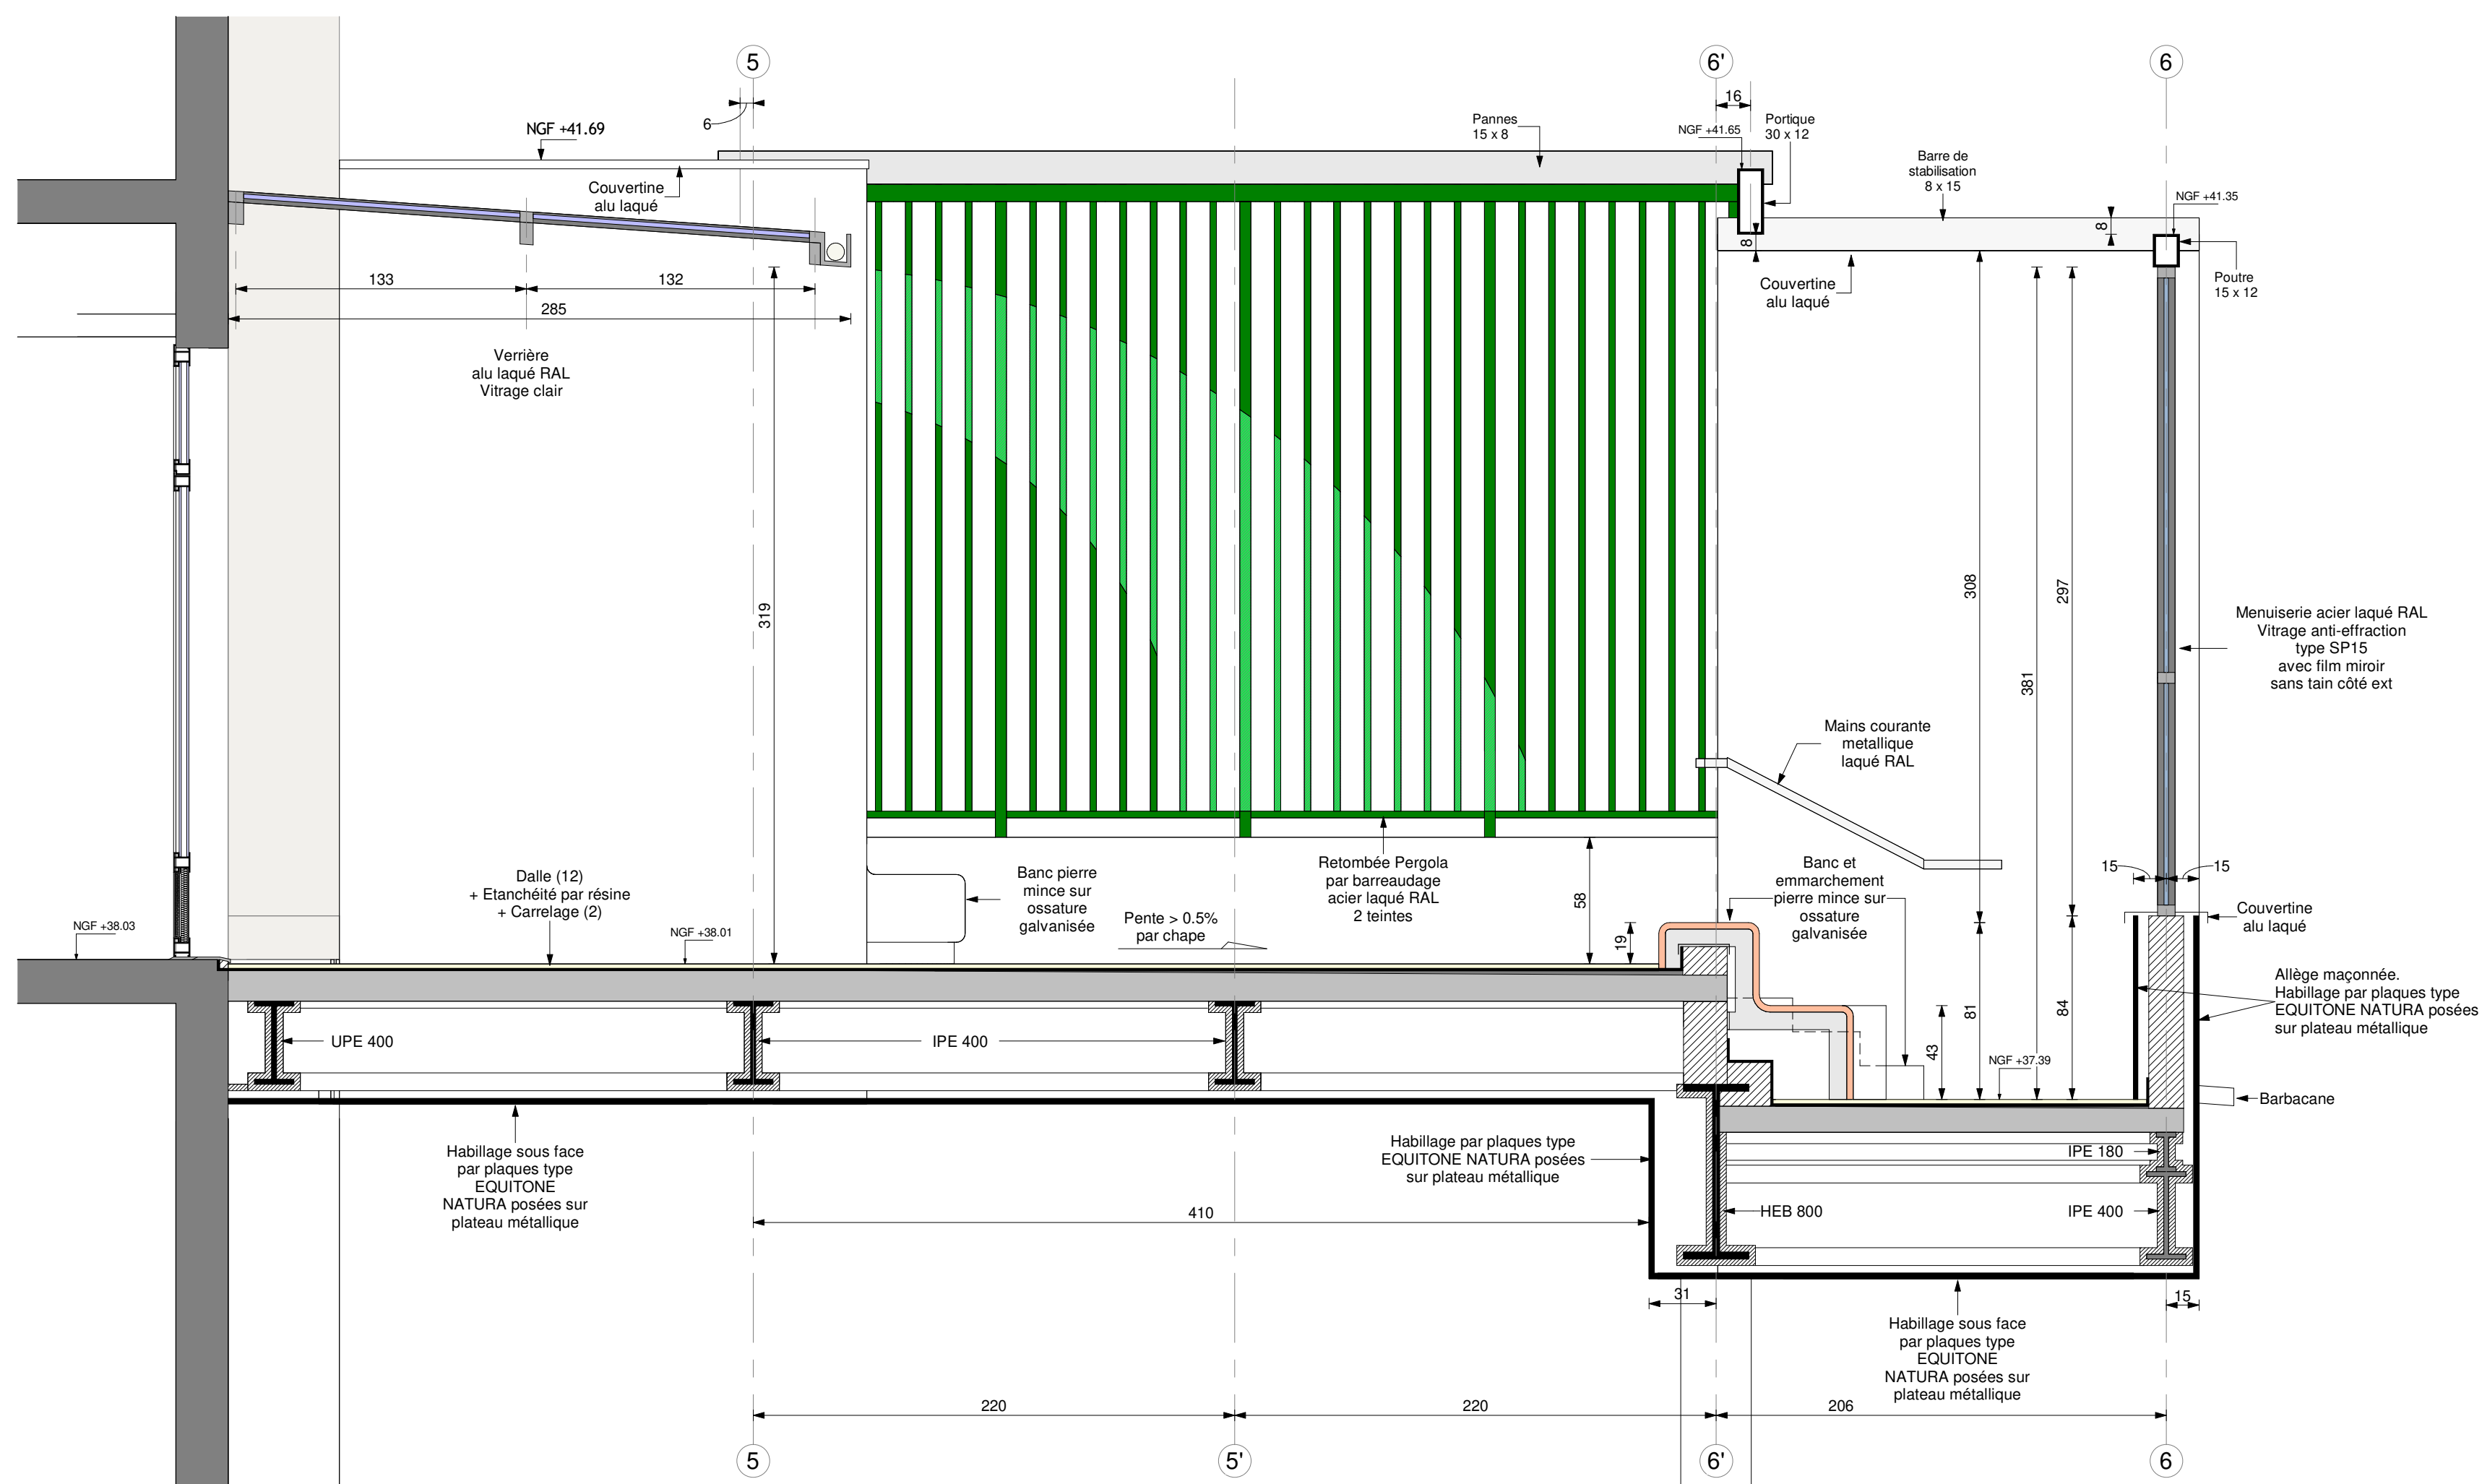 5
6'
6
6
16
NGF +41.69
Pannes
15 x 8
NGF +41.65
Portique
30 x 12
Barre de
stabilisation
8 x 15
NGF +41.35
Couvertine
alu laqué
8
8
Poutre
15 x 12
Couvertine
alu laqué
133
132
285
Verrière
alu laqué RAL
Vitrage clair
319
308
297
381
Menuiserie acier laqué RAL
Vitrage anti-effraction
type SP15
avec film miroir
sans tain côté ext
Mains courante
metallique
laqué RAL
Dalle (12)
+ Etanchéité par résine
+ Carrelage (2)
NGF +38.03
NGF +38.01
Banc pierre
mince sur
ossature
galvanisée
Pente > 0.5%
par chape
Retombée Pergola
par barreaudage
acier laqué RAL
2 teintes
58
19
Banc et
emmarchement
pierre mince sur
ossature
galvanisée
15
15
Couvertine
alu laqué
Allège maçonnée.
Habillage par plaques type
EQUITONE NATURA posées
sur plateau métallique
43
81
84
NGF +37.39
Barbacane
UPE 400
IPE 400
Habillage sous face
par plaques type
EQUITONE
NATURA posées sur
plateau métallique
Habillage par plaques type
EQUITONE NATURA posées
sur plateau métallique
IPE 180
HEB 800
IPE 400
410
31
15
Habillage sous face
par plaques type
EQUITONE
NATURA posées sur
plateau métallique
220
220
206
5
5'
6'
6